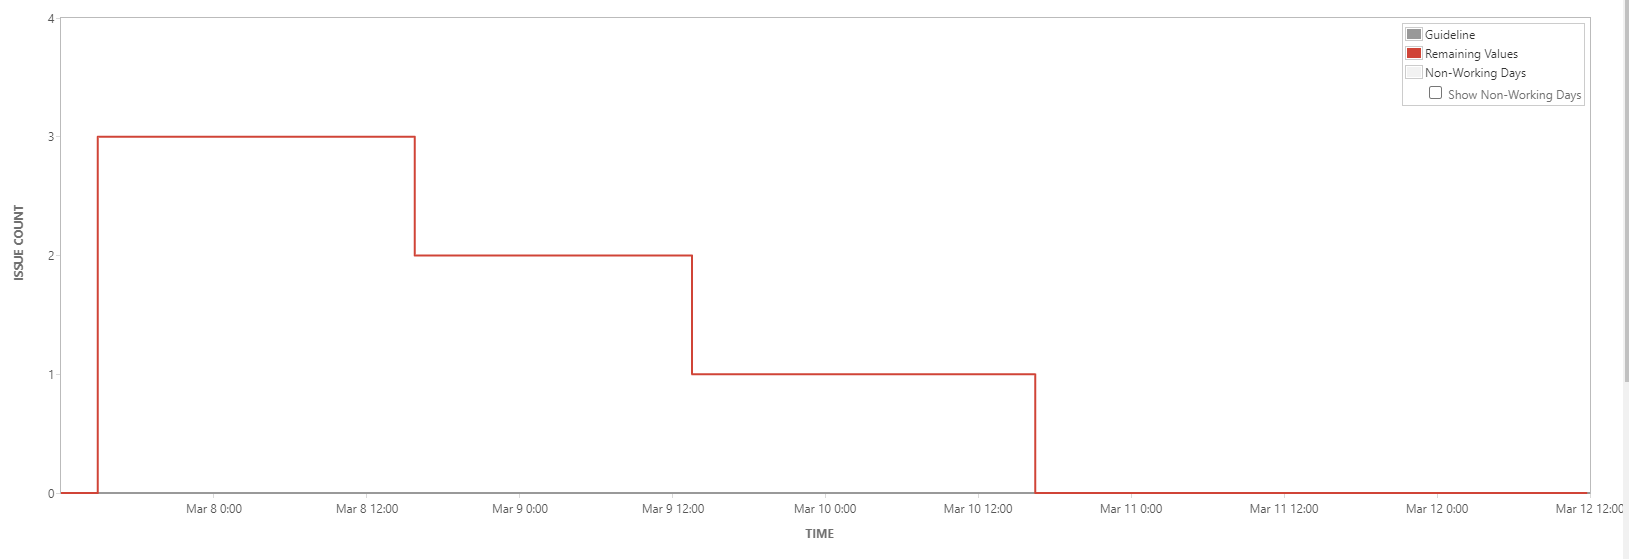 4
Guideline
Remaining Values
Non-Working Days
Show Non-Working Days
3
ISSUE COUNT
2
1
0
Mar 8 0:00 Mar 8 12:00 Mar 9 0:00 Mar 9 12:00 Mar 10 0:00 Mar 10 12:00 Mar 11 0:00 Mar 11 12:00 Mar 12 0:00 Mar 12 12:00
TIME